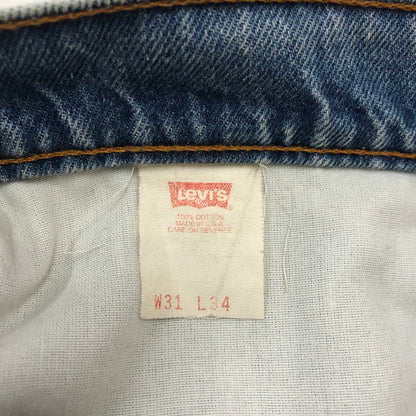 Levi's
100% COTTON
MADE IN U.S.A.
CARE ON REVERSE
W31 L34